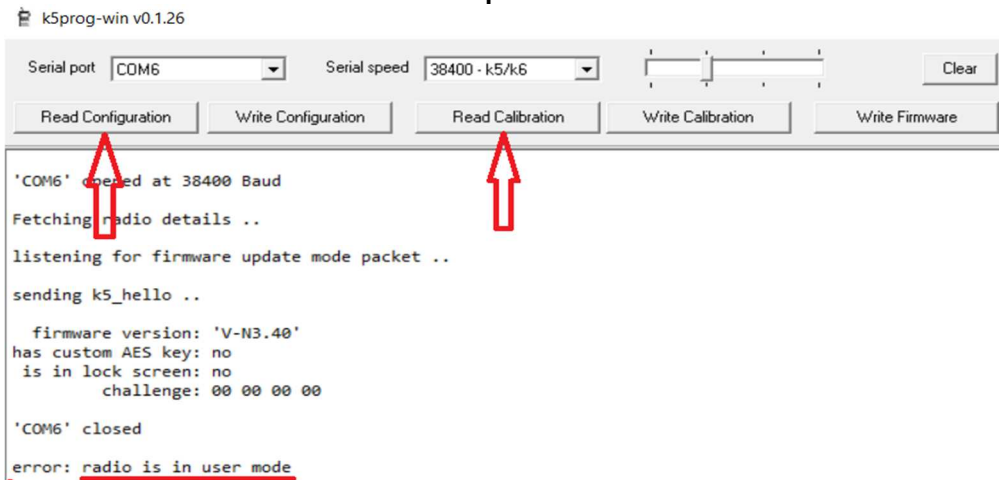 k5prog-win v0.1.26
Serial port COM6 Serial speed 38400 - k5/k6 Clear
Read Configuration Write Configuration Read Calibration Write Calibration Write Firmware
'COM6' opened at 38400 Baud
Fetching radio details ..
listening for firmware update mode packet ..
sending k5_hello ..
firmware version: 'V-N3.40'
has custom AES key: no
is in lock screen: no
challenge: 00 00 00 00
'COM6' closed
error: radio is in user mode